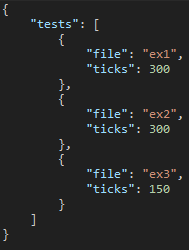 {
    "tests": [
        {
            "file": "ex1",
            "ticks": 300
        },
        {
            "file": "ex2",
            "ticks": 300
        },
        {
            "file": "ex3",
            "ticks": 150
        }
    ]
}